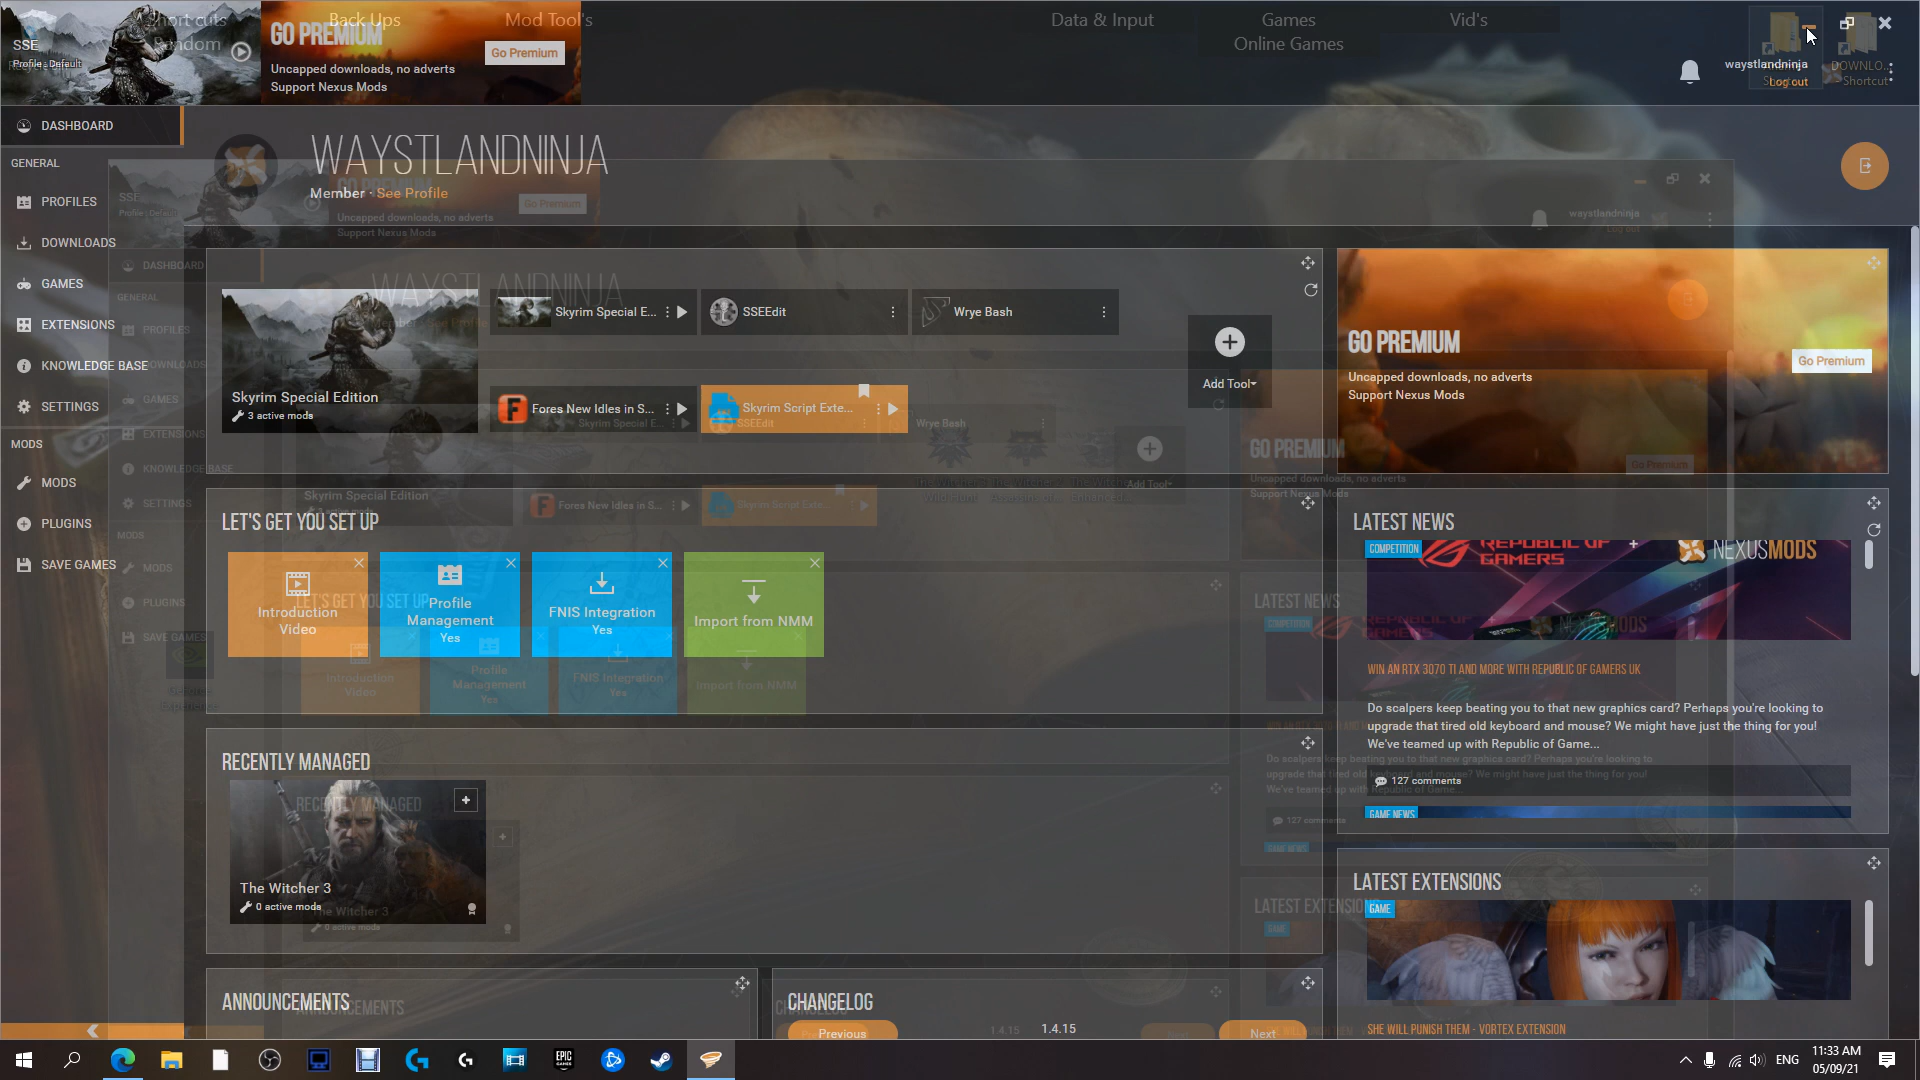 Short cuts
Random
Back Ups
Mod Tool's
Data & Input
Games
Online Games
Vid's
SSE
Profile : Default
GO PREMIUM
Uncapped downloads, no adverts
Support Nexus Mods
Go Premium
waystlandninja
Log out
DOWNLO...
- Shortcut
DASHBOARD
GENERAL
PROFILES
DOWNLOADS
GAMES
EXTENSIONS
KNOWLEDGE BASE
SETTINGS
MODS
MODS
PLUGINS
SAVE GAMES
WAYSTLANDNINJA
Member · See Profile
Skyrim Special Edition
3 active mods
Skyrim Special E...
SSEEdit
Wrye Bash
Fores New Idles in S...
Skyrim Script Exte...
Add Tool
GO PREMIUM
Uncapped downloads, no adverts
Support Nexus Mods
Go Premium
LET'S GET YOU SET UP
Introduction
Video
Profile
Management
Yes
FNIS Integration
Yes
Import from NMM
LATEST NEWS
COMPETITION
REPUBLIC OF
GAMERS
+
NEXUSMODS
WIN AN RTX 3070 TI AND MORE WITH REPUBLIC OF GAMERS UK
Do scalpers keep beating you to that new graphics card? Perhaps you're looking to
upgrade that tired old keyboard and mouse? We might have just the thing for you!
We've teamed up with Republic of Game...
127 comments
GAME NEWS
RECENTLY MANAGED
The Witcher 3
0 active mods
LATEST EXTENSIONS
GAME
SHE WILL PUNISH THEM - VORTEX EXTENSION
ANNOUNCEMENTS
CHANGELOG
Previous
1.4.15
Next
EPIC
GAMES
ENG
11:33 AM
05/09/21